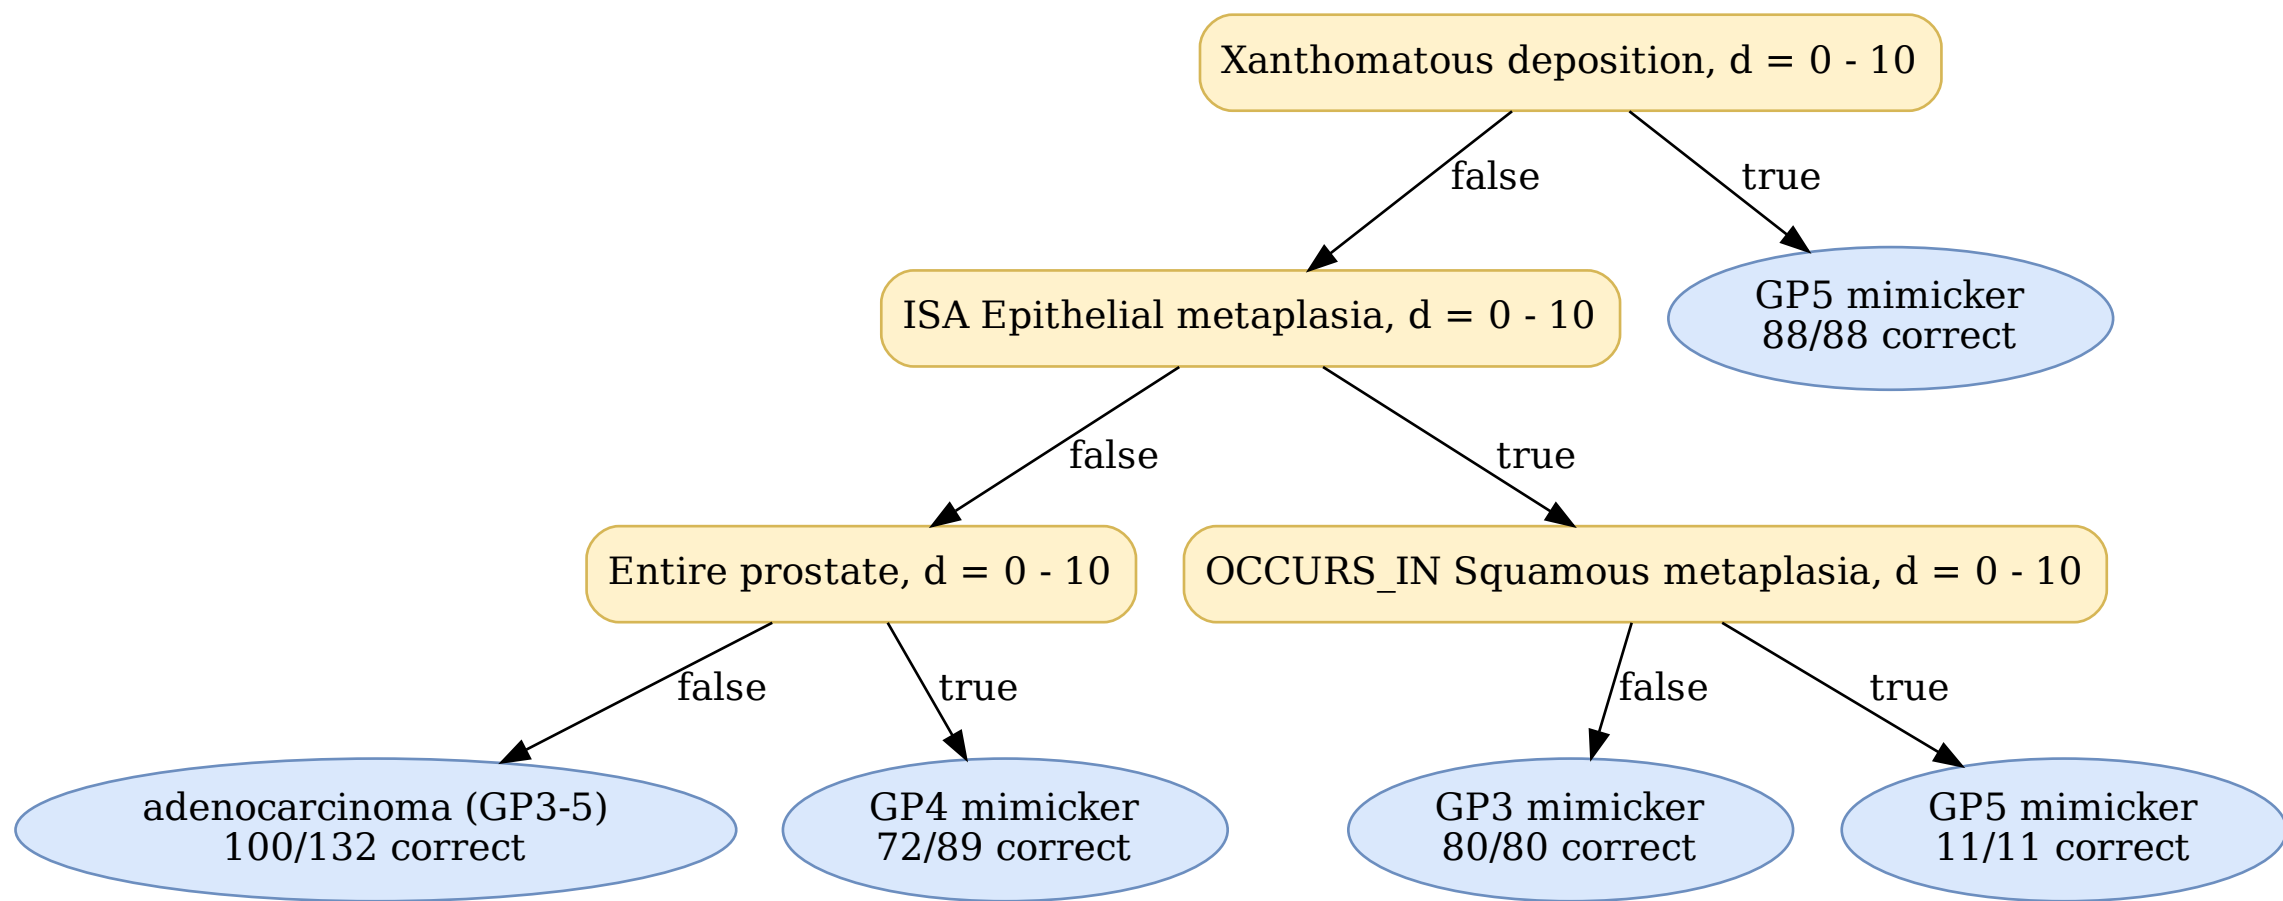 Xanthomatous deposition, d = 0 - 10
false
true
ISA Epithelial metaplasia, d = 0 - 10
GP5 mimicker
88/88 correct
false
true
Entire prostate, d = 0 - 10
OCCURS_IN Squamous metaplasia, d = 0 - 10
false
true
false
true
adenocarcinoma (GP3-5)
100/132 correct
GP4 mimicker
72/89 correct
GP3 mimicker
80/80 correct
GP5 mimicker
11/11 correct